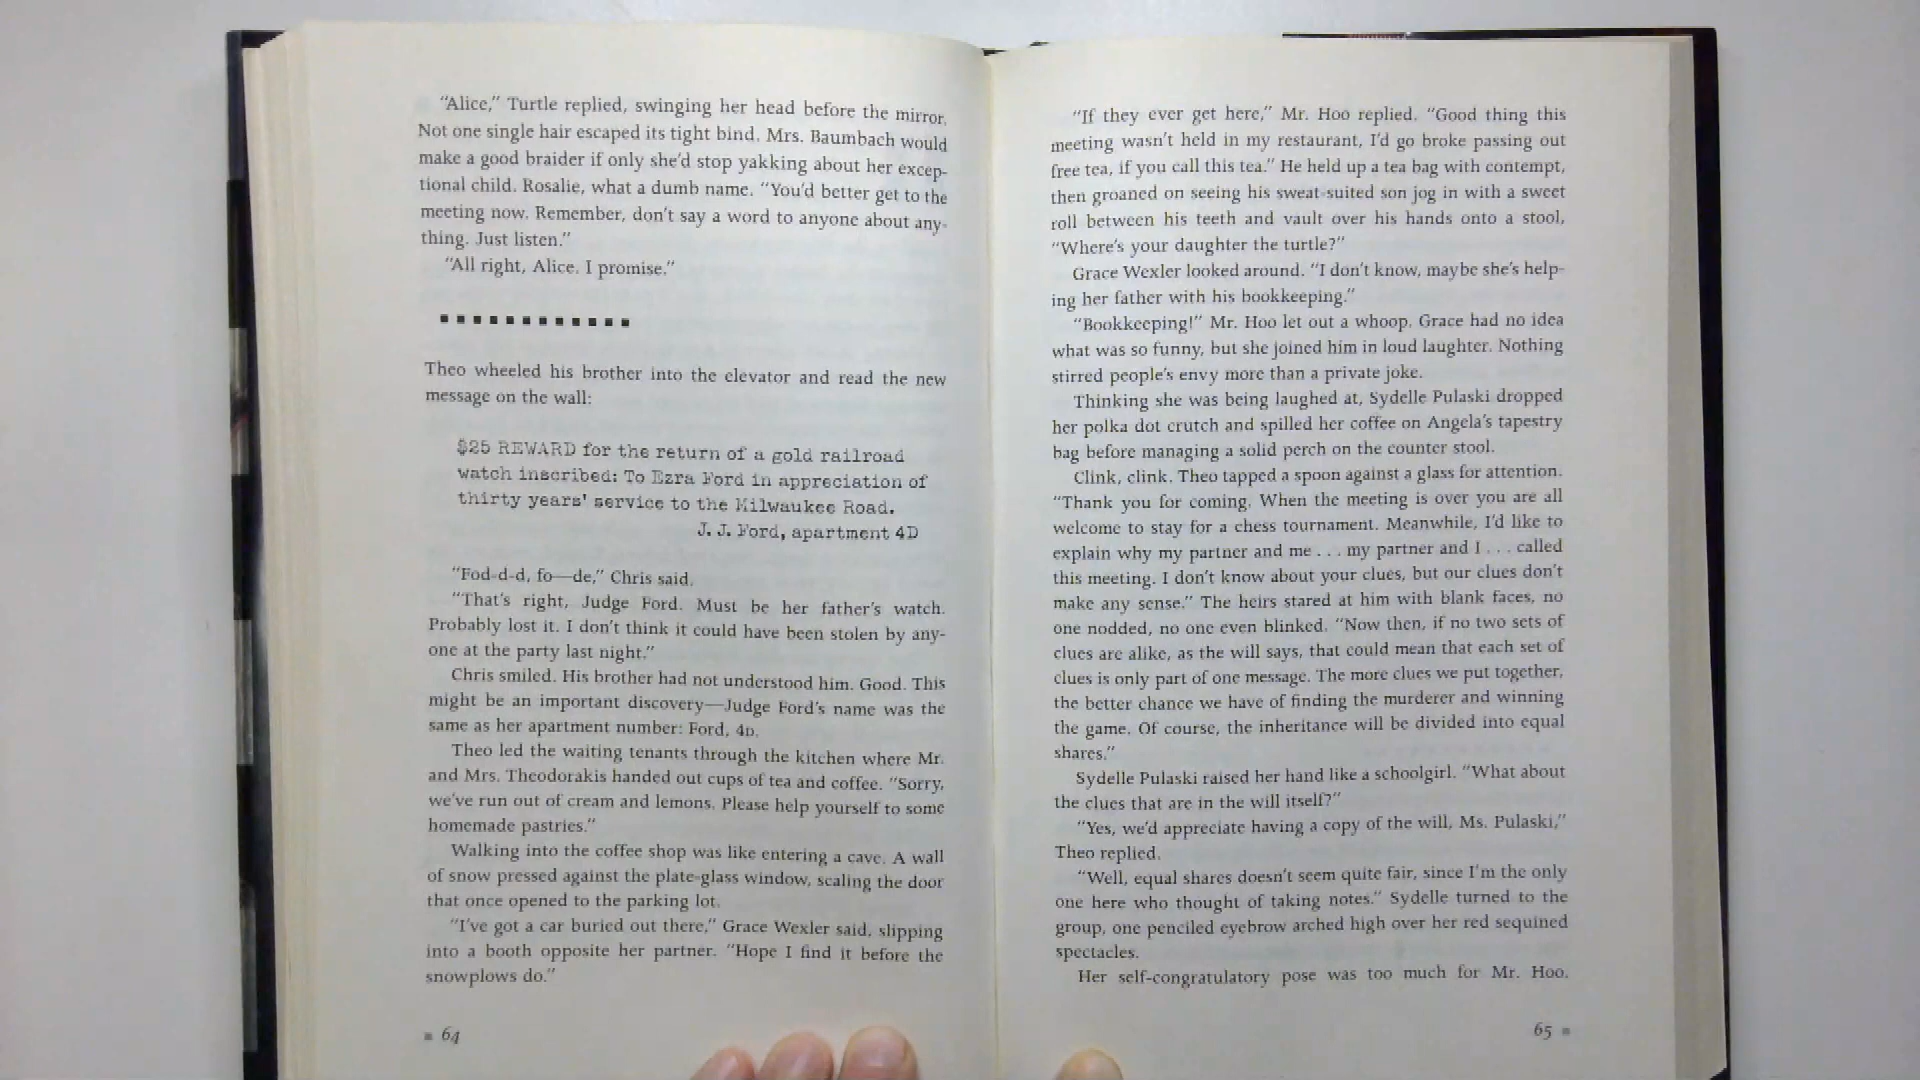 “Alice,” Turtle replied, swinging her head before the mirror.
Not one single hair escaped its tight bind. Mrs. Baumbach would
make a good braider if only she’d stop yakking about her excep-
tional child. Rosalie, what a dumb name. “You’d better get to the
meeting now. Remember, don’t say a word to anyone about any-
thing. Just listen.”
“All right, Alice. I promise.”
Theo wheeled his brother into the elevator and read the new
message on the wall:
$25 REWARD for the return of a gold railroad
watch inscribed: To Ezra Ford in appreciation of
thirty years' service to the Milwaukee Road.
J. J. Ford, apartment 4D
“Fod-d-d, fo—de,” Chris said.
“That’s right, Judge Ford. Must be her father’s watch.
Probably lost it. I don’t think it could have been stolen by any-
one at the party last night.”
Chris smiled. His brother had not understood him. Good. This
might be an important discovery—Judge Ford’s name was the
same as her apartment number: Ford, 4D.
Theo led the waiting tenants through the kitchen where Mr.
and Mrs. Theodorakis handed out cups of tea and coffee. “Sorry,
we’ve run out of cream and lemons. Please help yourself to some
homemade pastries.”
Walking into the coffee shop was like entering a cave. A wall
of snow pressed against the plate-glass window, scaling the door
that once opened to the parking lot.
“I’ve got a car buried out there,” Grace Wexler said, slipping
into a booth opposite her partner. “Hope I find it before the
snowplows do.”
64
“If they ever get here,” Mr. Hoo replied. “Good thing this
meeting wasn’t held in my restaurant, I’d go broke passing out
free tea, if you call this tea.” He held up a tea bag with contempt,
then groaned on seeing his sweat-suited son jog in with a sweet
roll between his teeth and vault over his hands onto a stool,
“Where’s your daughter the turtle?”
Grace Wexler looked around. “I don’t know, maybe she’s help-
ing her father with his bookkeeping.”
“Bookkeeping!” Mr. Hoo let out a whoop. Grace had no idea
what was so funny, but she joined him in loud laughter. Nothing
stirred people’s envy more than a private joke.
Thinking she was being laughed at, Sydelle Pulaski dropped
her polka dot crutch and spilled her coffee on Angela’s tapestry
bag before managing a solid perch on the counter stool.
Clink, clink. Theo tapped a spoon against a glass for attention.
“Thank you for coming. When the meeting is over you are all
welcome to stay for a chess tournament. Meanwhile, I’d like to
explain why my partner and me . . . my partner and I . . . called
this meeting. I don’t know about your clues, but our clues don’t
make any sense.” The heirs stared at him with blank faces, no
one nodded, no one even blinked. “Now then, if no two sets of
clues are alike, as the will says, that could mean that each set of
clues is only part of one message. The more clues we put together,
the better chance we have of finding the murderer and winning
the game. Of course, the inheritance will be divided into equal
shares.”
Sydelle Pulaski raised her hand like a schoolgirl. “What about
the clues that are in the will itself?”
“Yes, we’d appreciate having a copy of the will, Ms. Pulaski,”
Theo replied.
“Well, equal shares doesn’t seem quite fair, since I’m the only
one here who thought of taking notes.” Sydelle turned to the
group, one penciled eyebrow arched high over her red sequined
spectacles.
Her self-congratulatory pose was too much for Mr. Hoo.
65